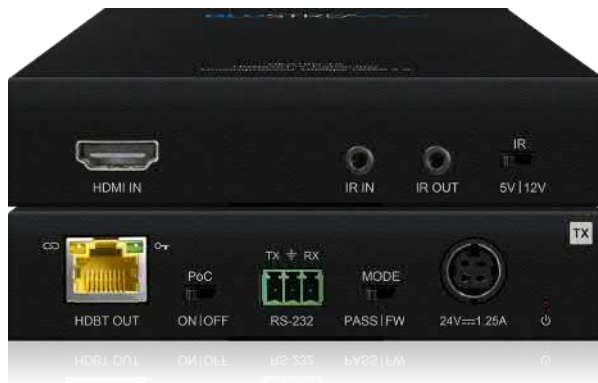 BLUSTREAM
HDMI IN
IR IN
IR OUT
IR
5V|12V
TX
TX RX
PoC
MODE
HDBT OUT
ON|OFF
RS-232
PASS|FW
24V 1.25A